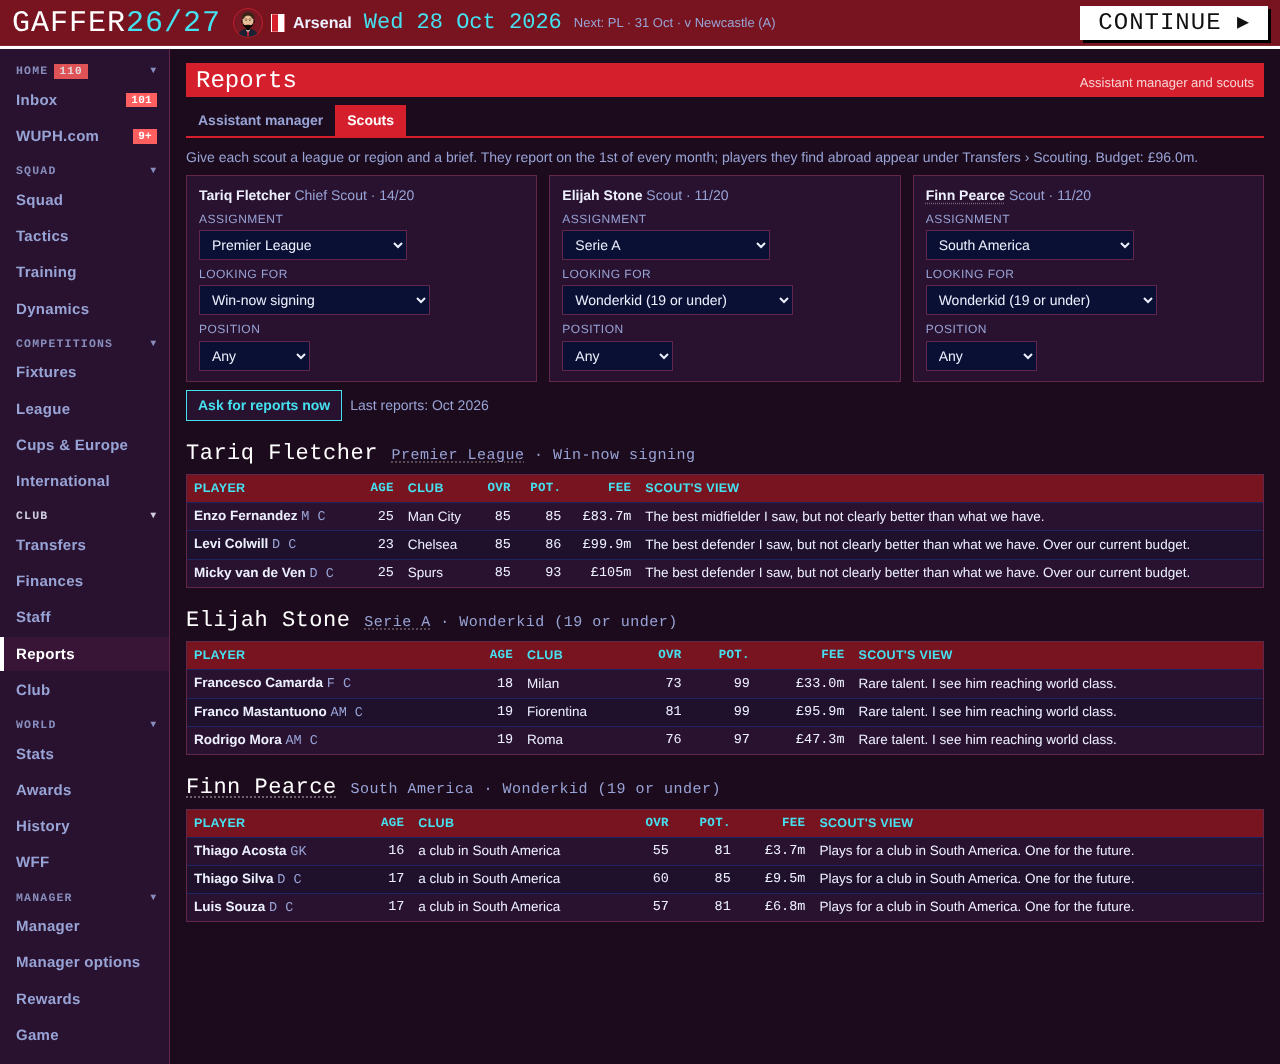 GAFFER26/27 Arsenal Wed 28 Oct 2026 Next: PL · 31 Oct · v Newcastle (A) CONTINUE ►
HOME 110 ▼
Inbox 101
WUPH.com 9+
SQUAD ▼
Squad
Tactics
Training
Dynamics
COMPETITIONS ▼
Fixtures
League
Cups & Europe
International
CLUB ▼
Transfers
Finances
Staff
Reports
Club
WORLD ▼
Stats
Awards
History
WFF
MANAGER ▼
Manager
Manager options
Rewards
Game
Reports Assistant manager and scouts
Assistant manager Scouts
Give each scout a league or region and a brief. They report on the 1st of every month; players they find abroad appear under Transfers › Scouting. Budget: £96.0m.
Tariq Fletcher Chief Scout · 14/20
ASSIGNMENT
Premier League
LOOKING FOR
Win-now signing
POSITION
Any
Elijah Stone Scout · 11/20
ASSIGNMENT
Serie A
LOOKING FOR
Wonderkid (19 or under)
POSITION
Any
Finn Pearce Scout · 11/20
ASSIGNMENT
South America
LOOKING FOR
Wonderkid (19 or under)
POSITION
Any
Ask for reports now Last reports: Oct 2026
Tariq Fletcher Premier League · Win-now signing
PLAYER AGE CLUB OVR POT. FEE SCOUT'S VIEW
Enzo Fernandez M C 25 Man City 85 85 £83.7m The best midfielder I saw, but not clearly better than what we have.
Levi Colwill D C 23 Chelsea 85 86 £99.9m The best defender I saw, but not clearly better than what we have. Over our current budget.
Micky van de Ven D C 25 Spurs 85 93 £105m The best defender I saw, but not clearly better than what we have. Over our current budget.
Elijah Stone Serie A · Wonderkid (19 or under)
PLAYER AGE CLUB OVR POT. FEE SCOUT'S VIEW
Francesco Camarda F C 18 Milan 73 99 £33.0m Rare talent. I see him reaching world class.
Franco Mastantuono AM C 19 Fiorentina 81 99 £95.9m Rare talent. I see him reaching world class.
Rodrigo Mora AM C 19 Roma 76 97 £47.3m Rare talent. I see him reaching world class.
Finn Pearce South America · Wonderkid (19 or under)
PLAYER AGE CLUB OVR POT. FEE SCOUT'S VIEW
Thiago Acosta GK 16 a club in South America 55 81 £3.7m Plays for a club in South America. One for the future.
Thiago Silva D C 17 a club in South America 60 85 £9.5m Plays for a club in South America. One for the future.
Luis Souza D C 17 a club in South America 57 81 £6.8m Plays for a club in South America. One for the future.